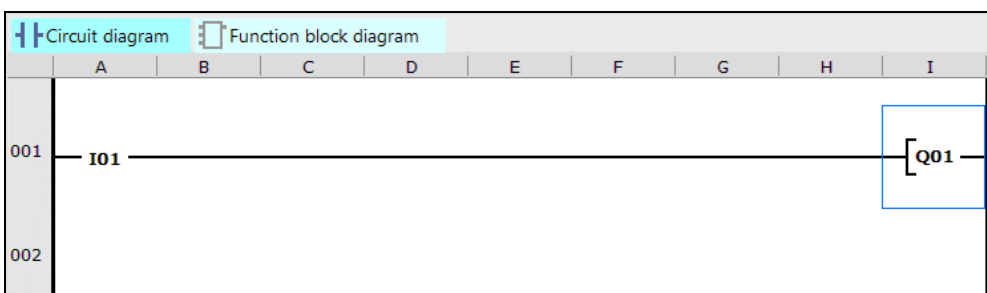 Circuit diagram Function block diagram
A B C D E F G H I
001 I01 Q01
002